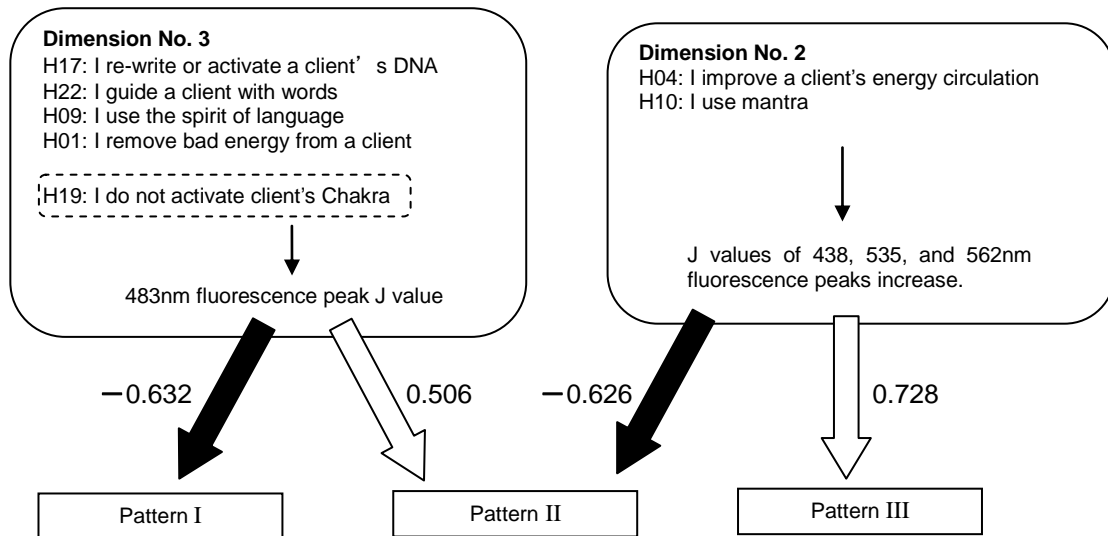 Dimension No. 3
H17: I re-write or activate a client’s DNA
H22: I guide a client with words
H09: I use the spirit of language
H01: I remove bad energy from a client
H19: I do not activate client’s Chakra
483nm fluorescence peak J value
Dimension No. 2
H04: I improve a client’s energy circulation
H10: I use mantra
J values of 438, 535, and 562nm
fluorescence peaks increase.
−0.632
0.506
−0.626
0.728
Pattern I
Pattern II
Pattern III